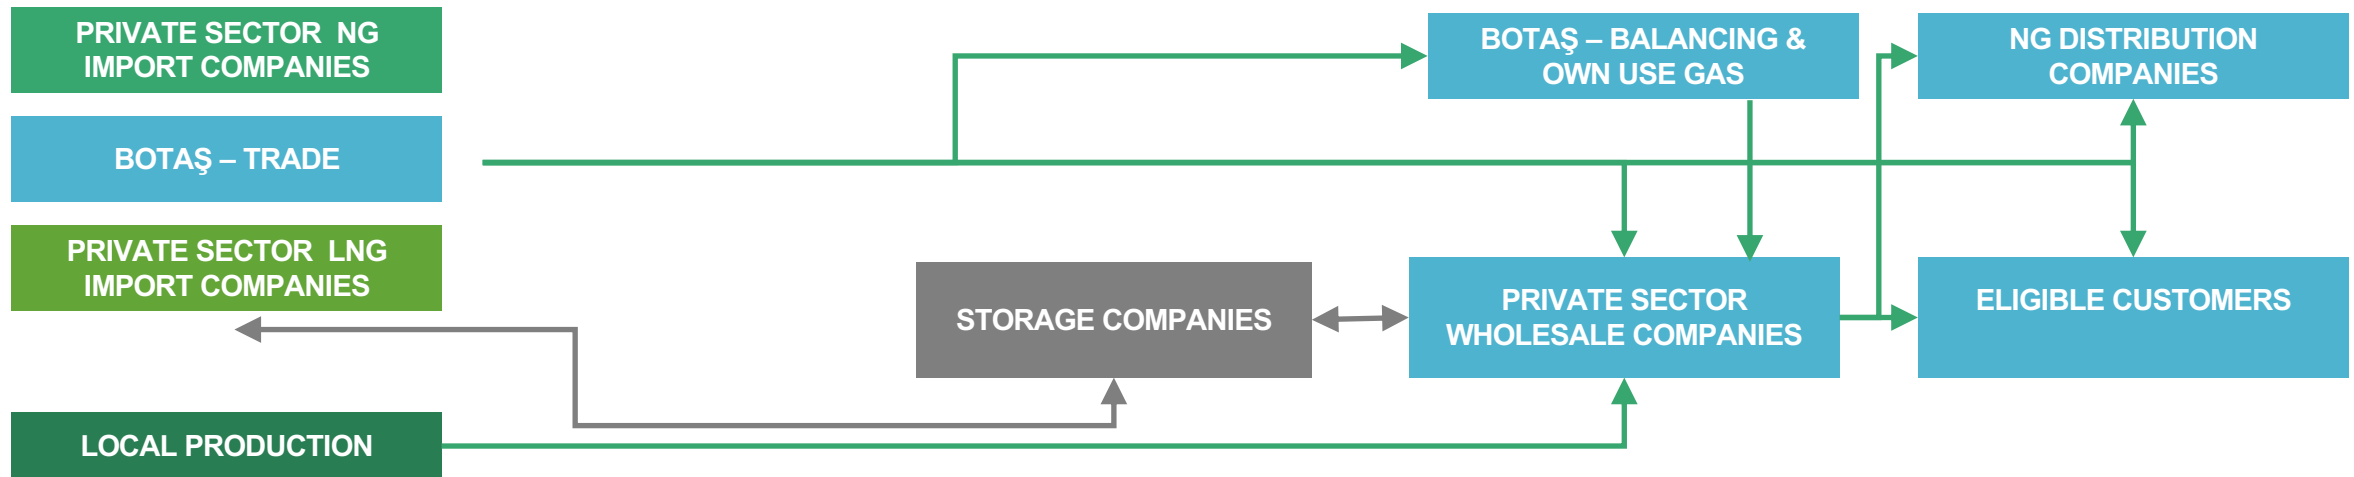 PRIVATE SECTOR  NG
IMPORT COMPANIES
BOTAŞ – TRADE
PRIVATE SECTOR  LNG
IMPORT COMPANIES
LOCAL PRODUCTION
STORAGE COMPANIES
BOTAŞ – BALANCING &
OWN USE GAS
PRIVATE SECTOR
WHOLESALE COMPANIES
NG DISTRIBUTION
COMPANIES
ELIGIBLE CUSTOMERS